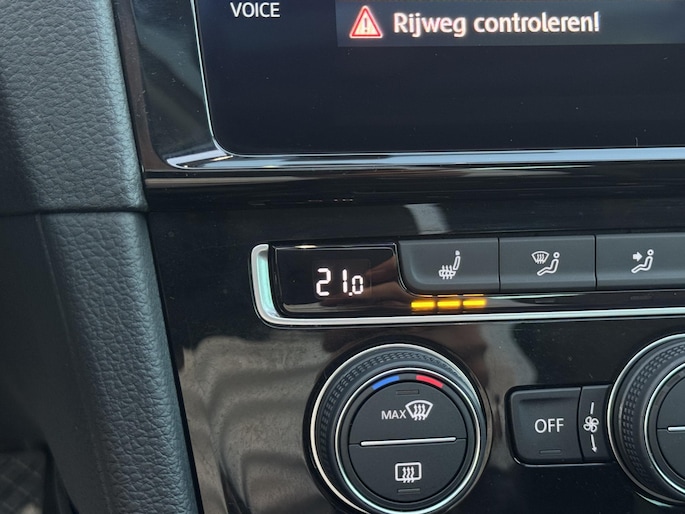 VOICE
Rijweg controleren!
21.0
MAX
OFF